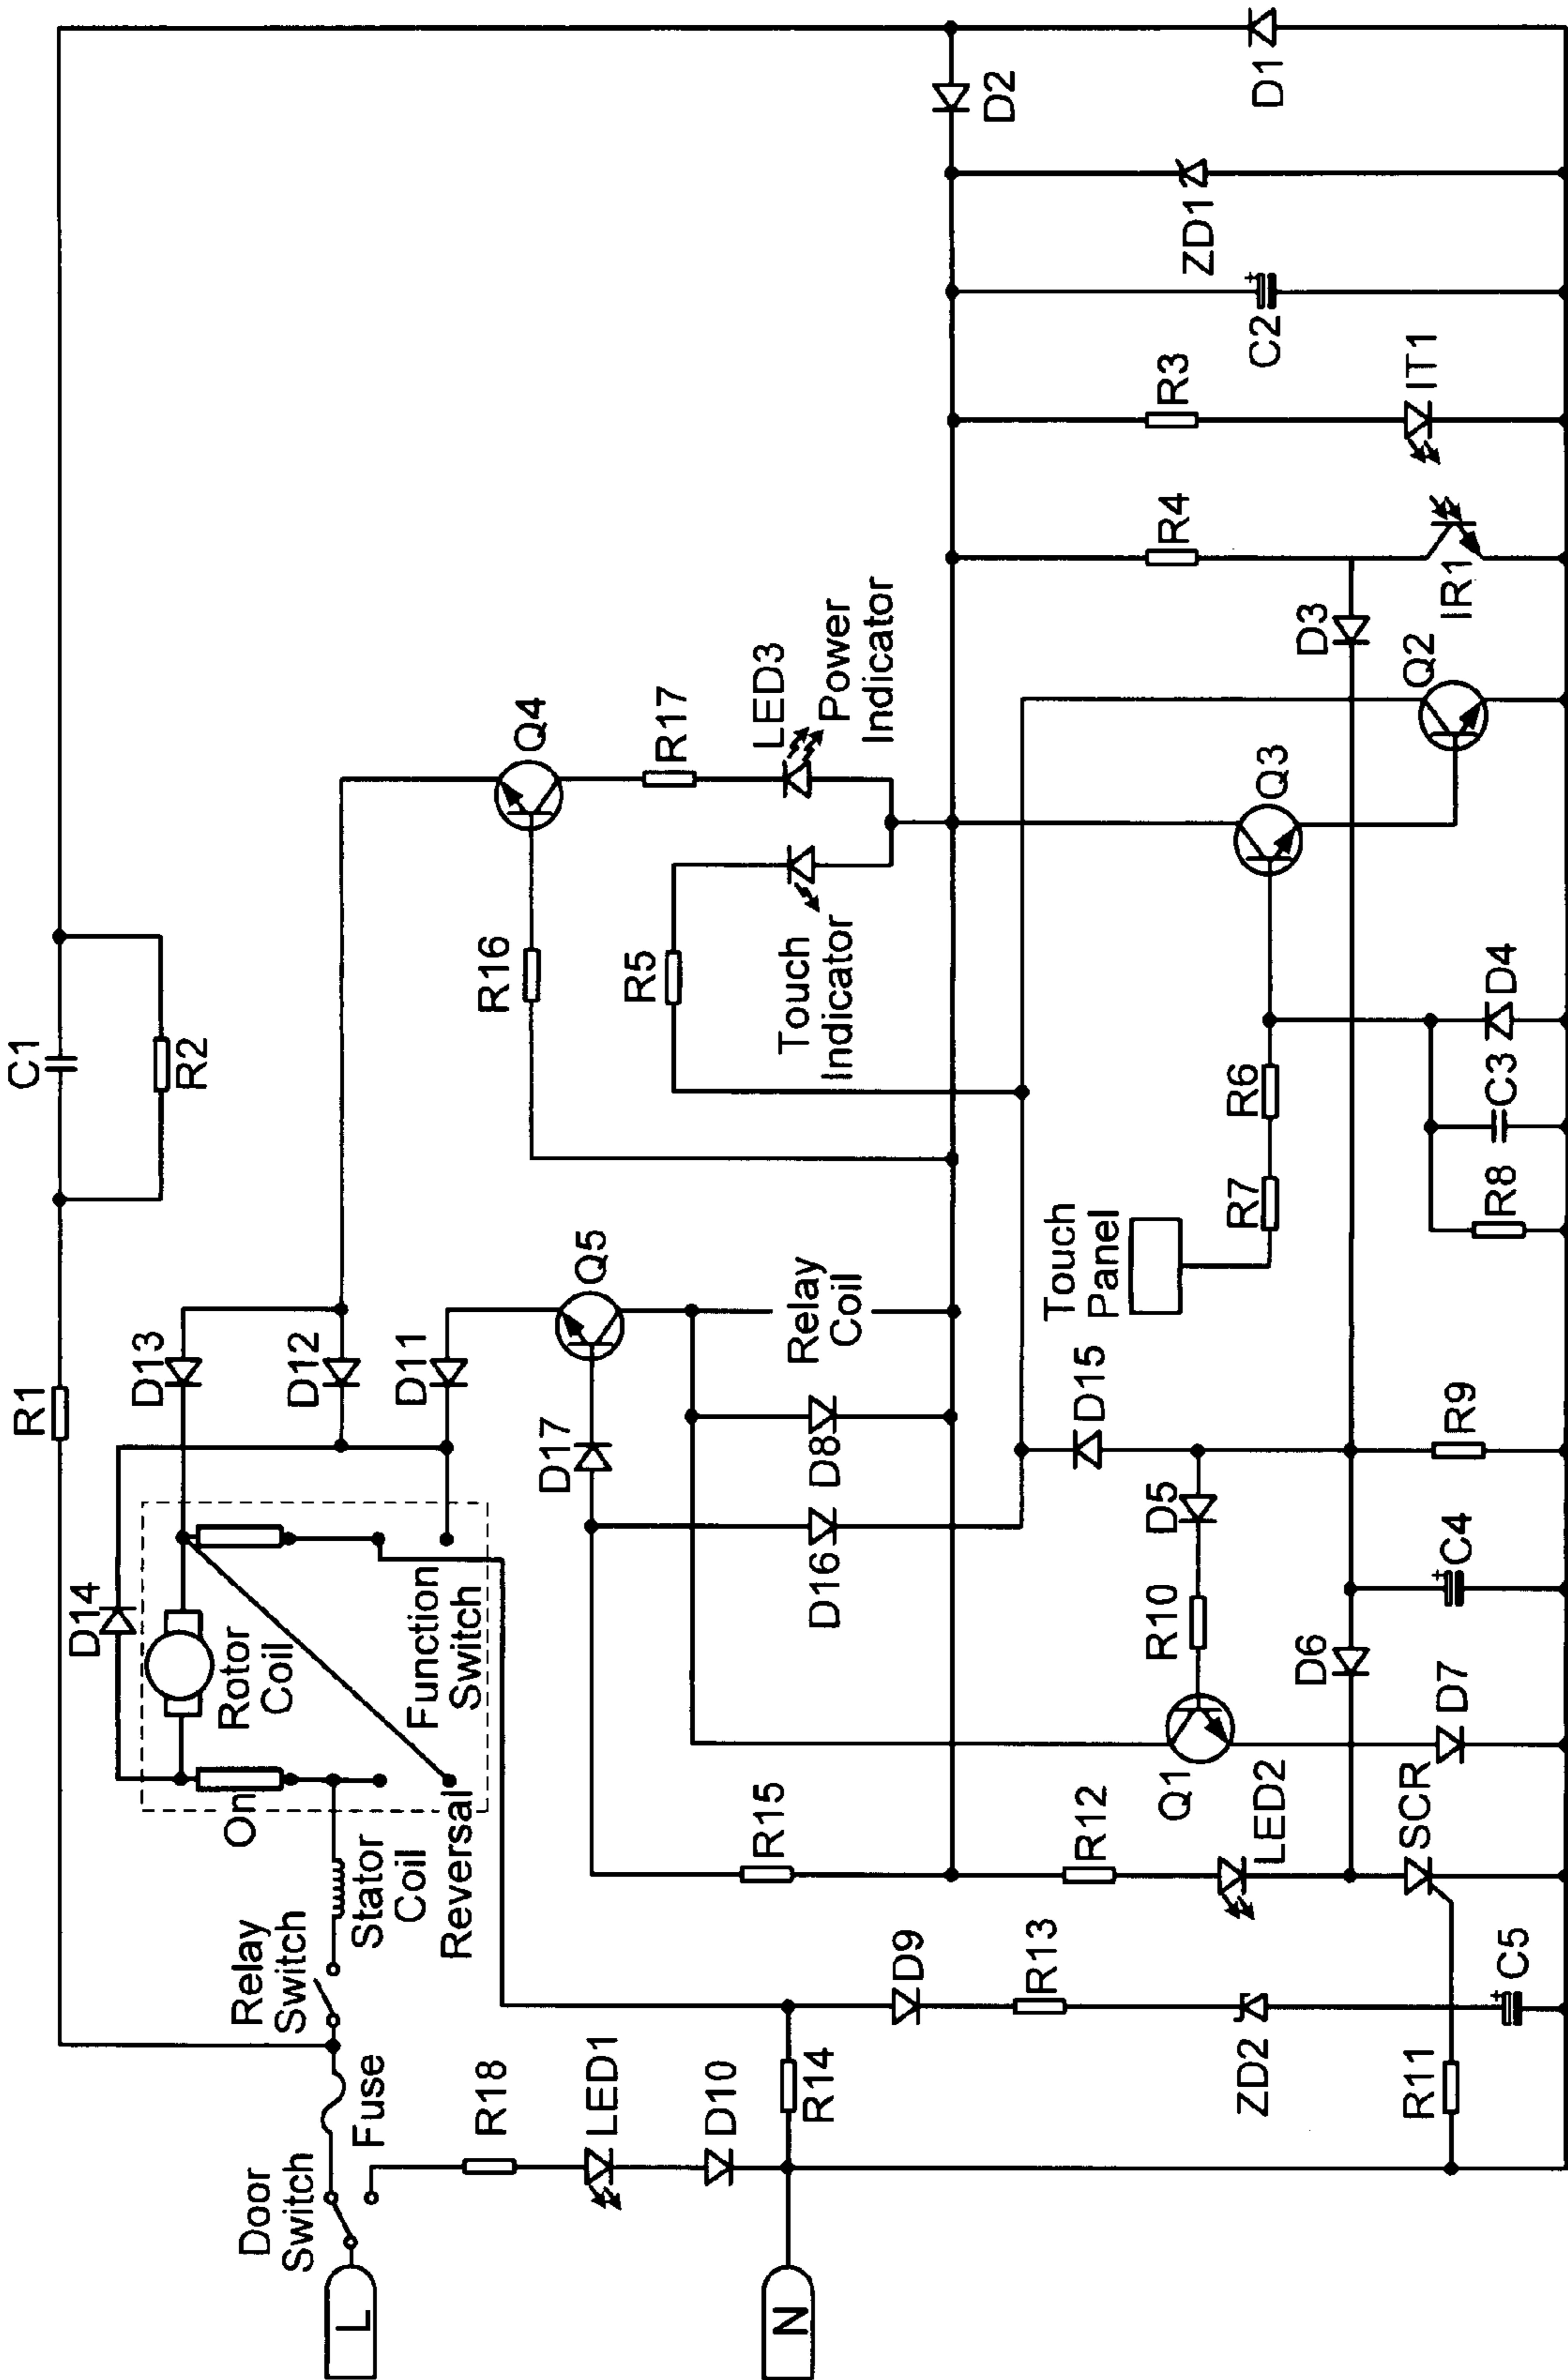 C1
R2
R1
D13
D12
D11
D14
Rotor
Coil
Function
Switch
On
Reversal
Stator
Coil
Relay
Switch
Fuse
Door
Switch
L
N
R18
LED1
D10
R14
D9
R13
ZD2
C5
R11
SCR
LED2
R12
R15
Q1
D7
D6
C4
R10
D5
D15
R9
D16
D8
D17
Q5
Relay
Coil
Touch
Panel
R7
R6
R8
C3
D4
Touch
Indicator
R5
R16
Q4
R17
LED3
Power
Indicator
Q3
Q2
D3
IR1
R4
R3
IT1
C2
ZD1
D2
D1